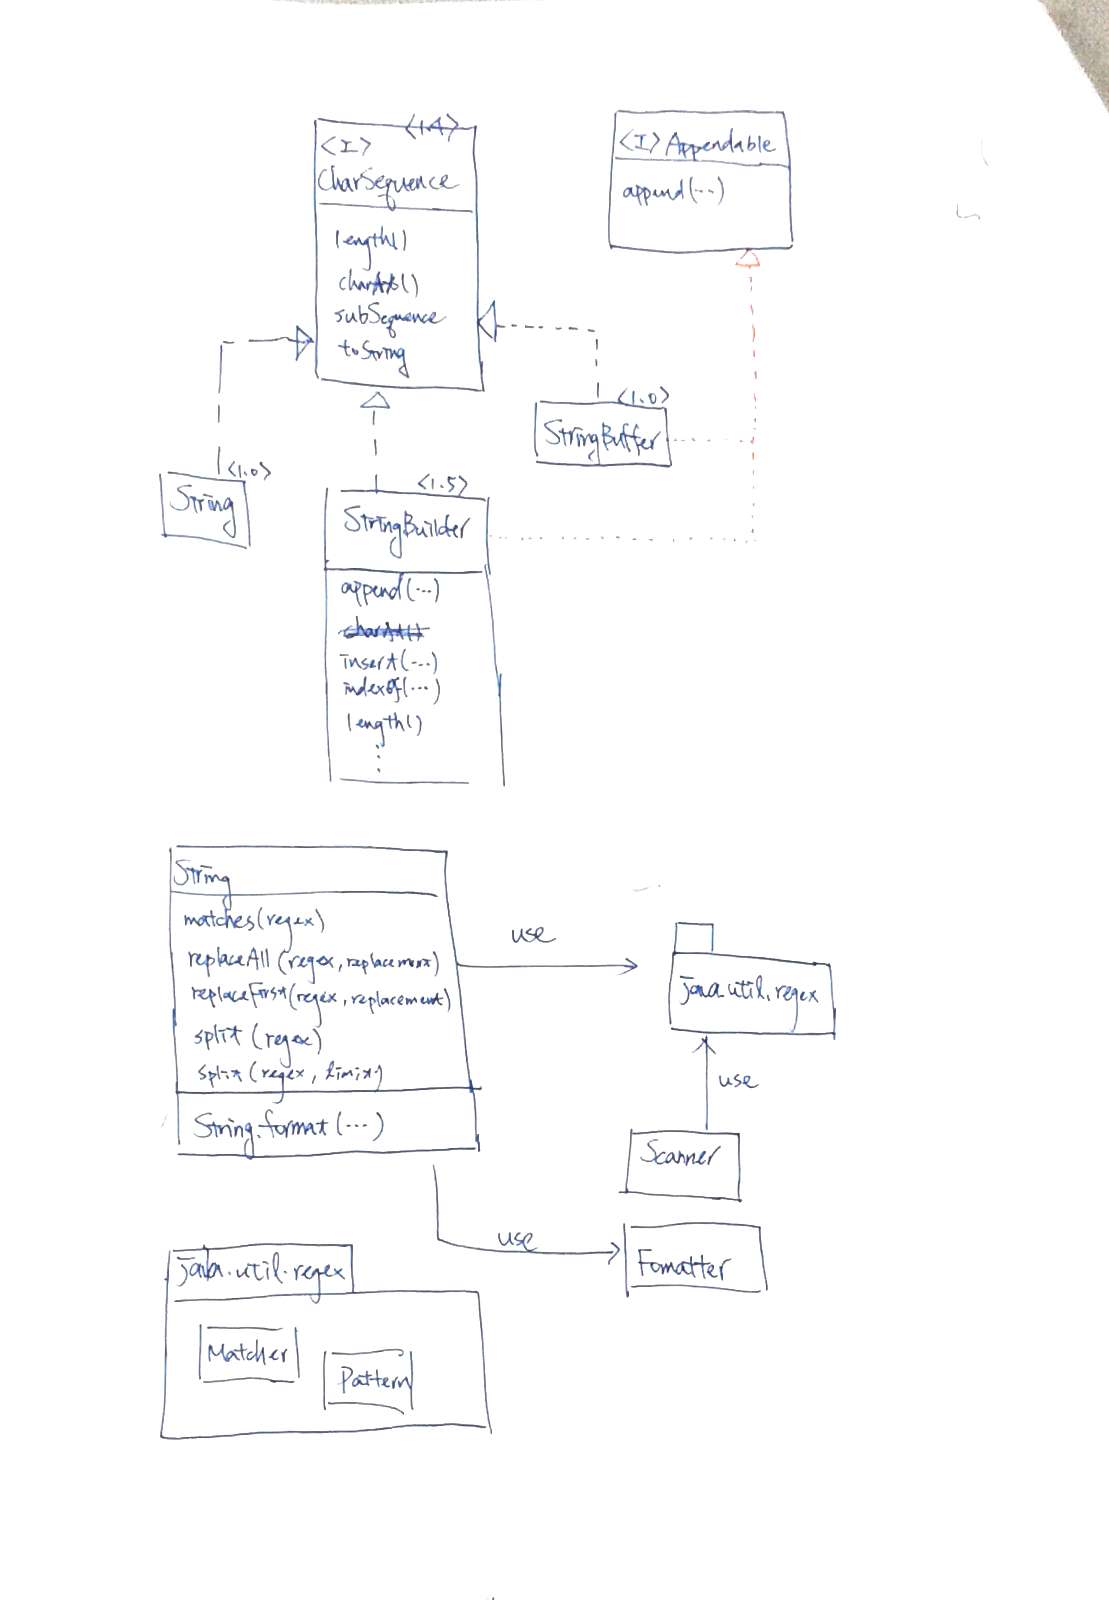 <1.4>
<I>
CharSequence
length()
charAt()
subSequence
toString
<I> Appendable
append(...)
<1.0>
StringBuffer
<1.0>
String
<1.5>
StringBuilder
append(...)
charAt()
insert(...)
indexOf(...)
length()
⋮
String
matches(regex)
replaceAll(regex, replacement)
replaceFirst(regex, replacement)
split(regex)
split(regex, limit)
String.format(...)
use
java.util.regex
use
Scanner
use
Fomatter
java.util.regex
Matcher
Pattern